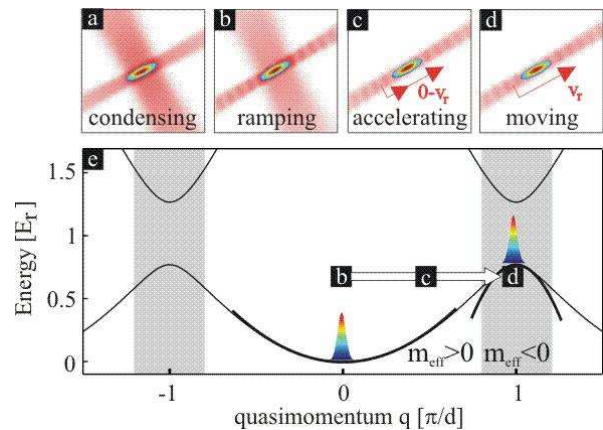 a b c d
condensing ramping accelerating moving
0-vr vr
e
1.5
1
0.5
0
Energy [Er]
b c d
meff>0 meff<0
-1 0 1
quasimomentum q [π/d]